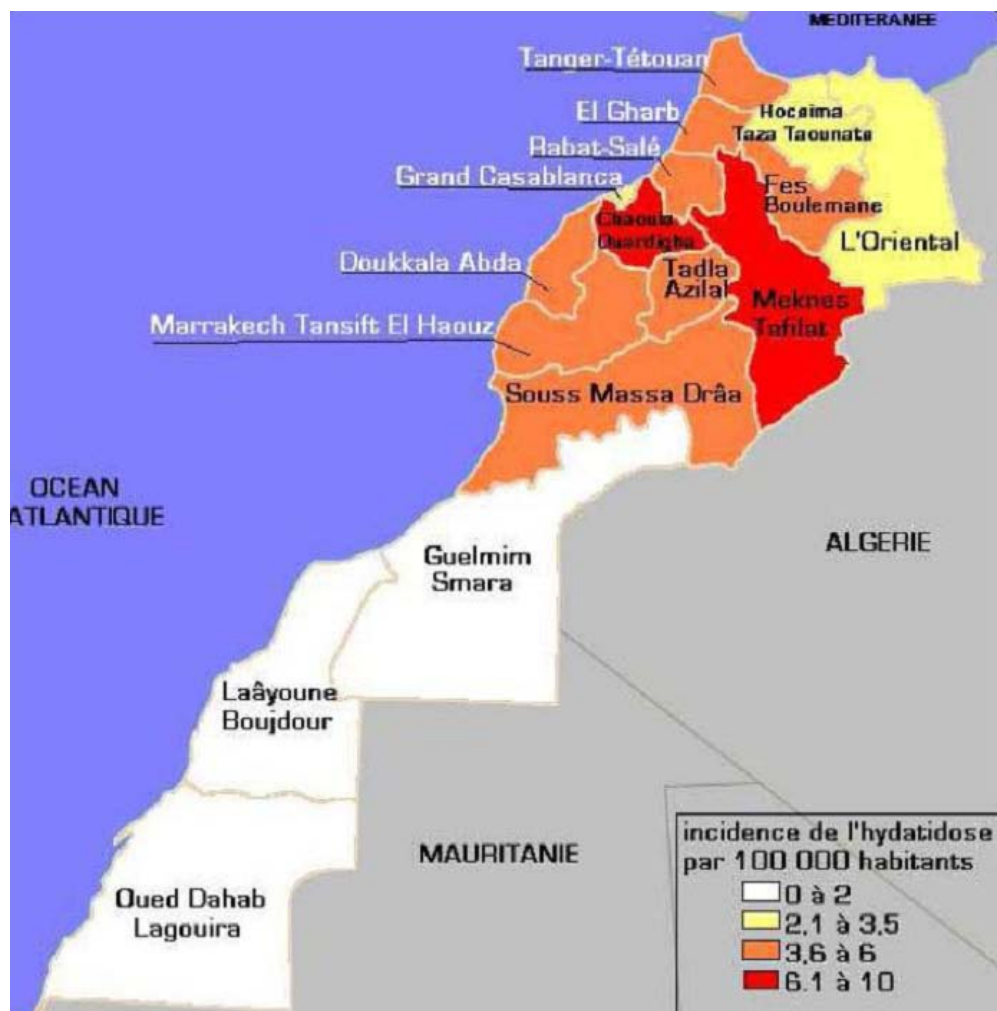 MEDITERANEE
Tanger-Tétouan
El Gharb
Hoceima
Taza Taounate
Rabat-Salé
Grand Casablanca
Fes
Boulemane
Chaouia
Ouardigha
L'Oriental
Doukkala Abda
Tadla
Azilal
Meknes
Tafilat
Marrakech Tansift El Haouz
Souss Massa Drâa
OCEAN
ATLANTIQUE
ALGERIE
Guelmim
Smara
Laâyoune
Boujdour
MAURITANIE
Oued Dahab
Lagouira
incidence de l'hydatidose
par 100 000 habitants
0 à 2
2,1 à 3,5
3,6 à 6
6.1 à 10